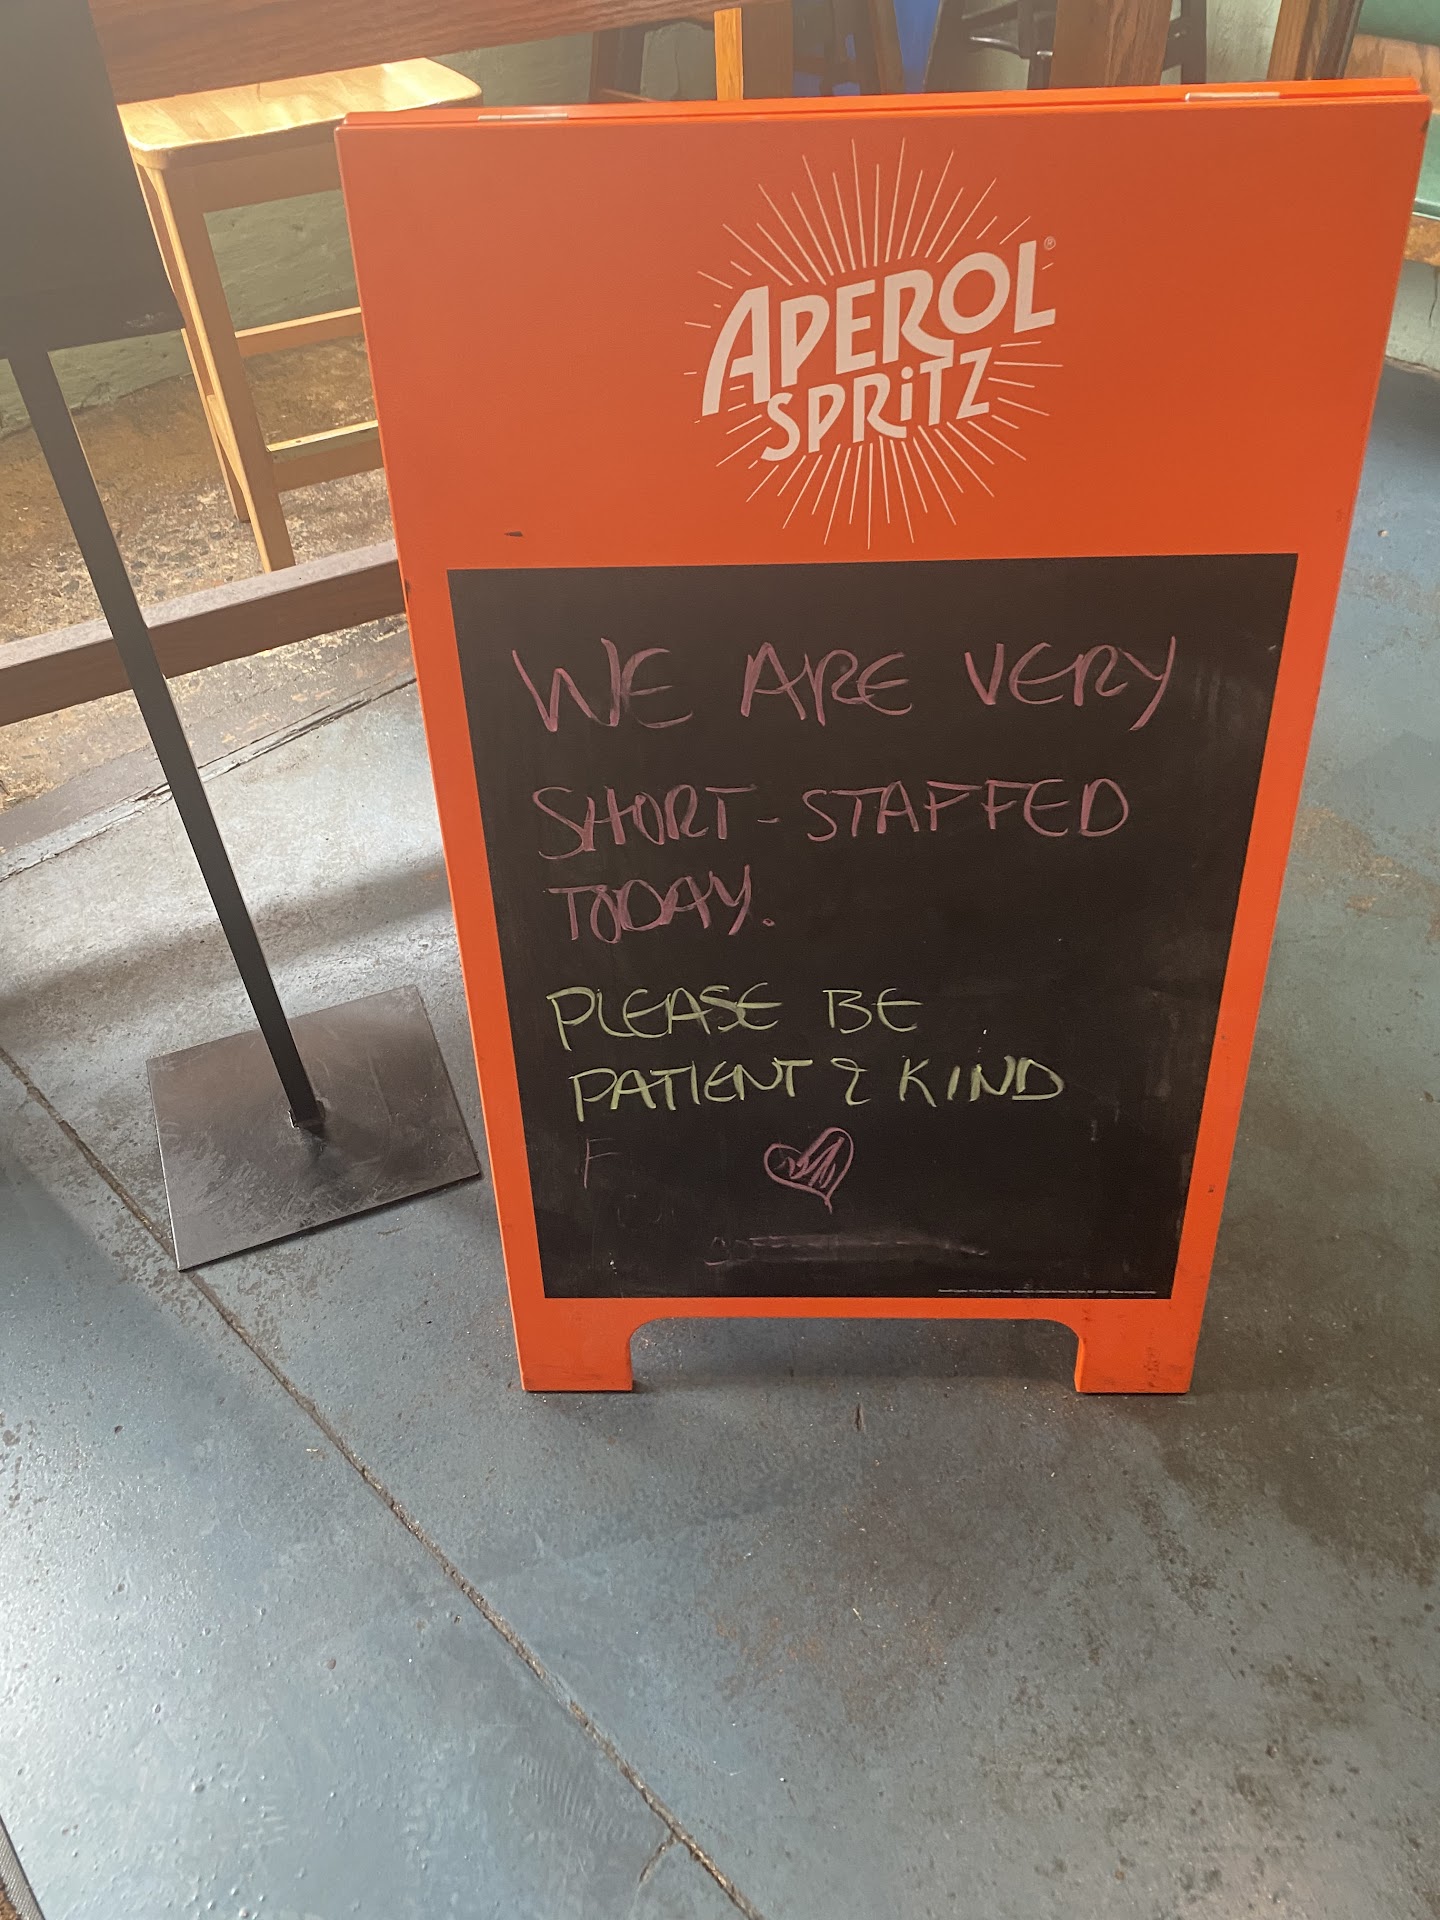 APEROL®
SPRiTZ
WE ARE VERY
SHORT-STAFFED
TODAY.
PLEASE BE
PATIENT & KIND
F